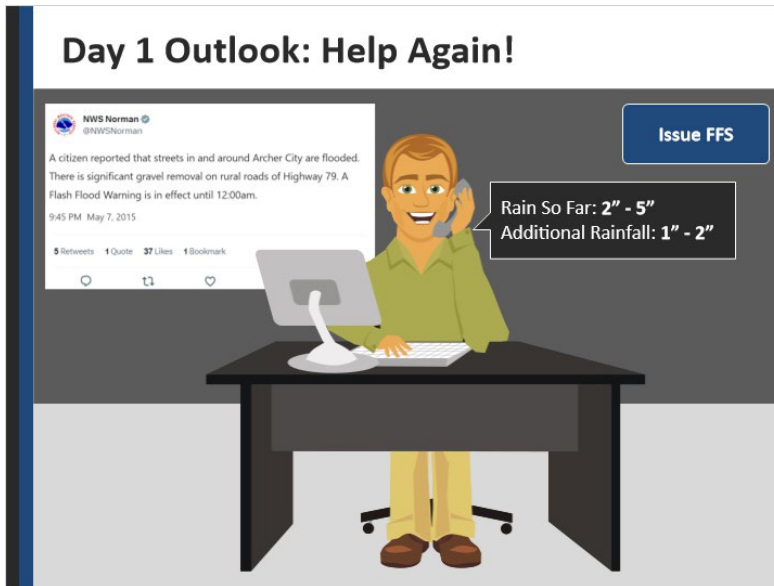 Day 1 Outlook: Help Again!
NWS Norman
@NWSNorman
A citizen reported that streets in and around Archer City are flooded.
There is significant gravel removal on rural roads of Highway 79. A
Flash Flood Warning is in effect until 12:00am.
9:45 PM May 7, 2015
5 Retweets 1 Quote 37 Likes 1 Bookmark
Issue FFS
Rain So Far: 2” - 5”
Additional Rainfall: 1” - 2”